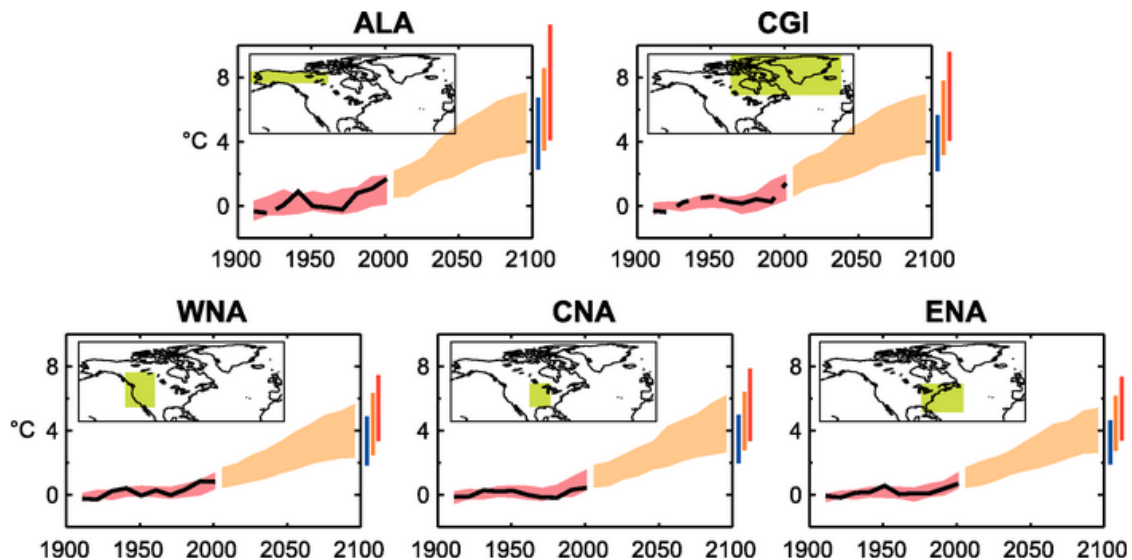 ALA CGI
8 8
°C 4 4
0 0
1900 1950 2000 2050 2100 1900 1950 2000 2050 2100
WNA CNA ENA
8 8 8
°C 4 4 4
0 0 0
1900 1950 2000 2050 2100 1900 1950 2000 2050 2100 1900 1950 2000 2050 2100